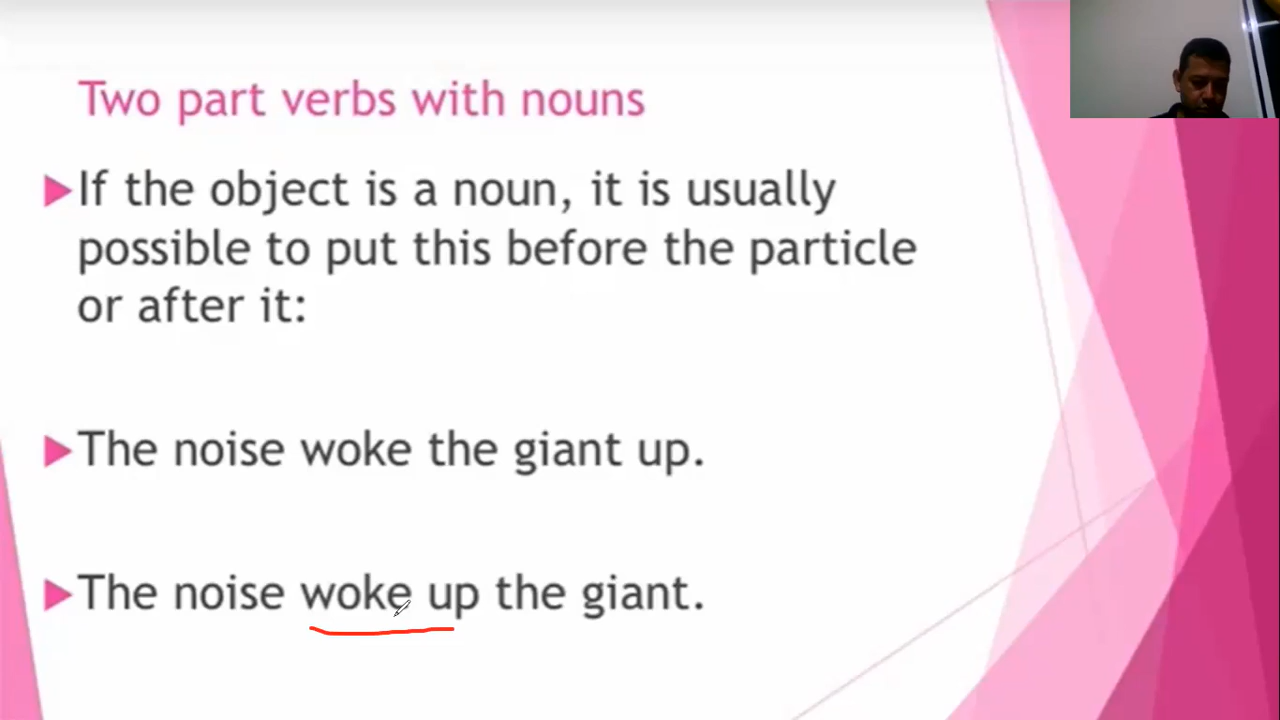 Two part verbs with nouns
If the object is a noun, it is usually
possible to put this before the particle
or after it:
The noise woke the giant up.
The noise woke up the giant.